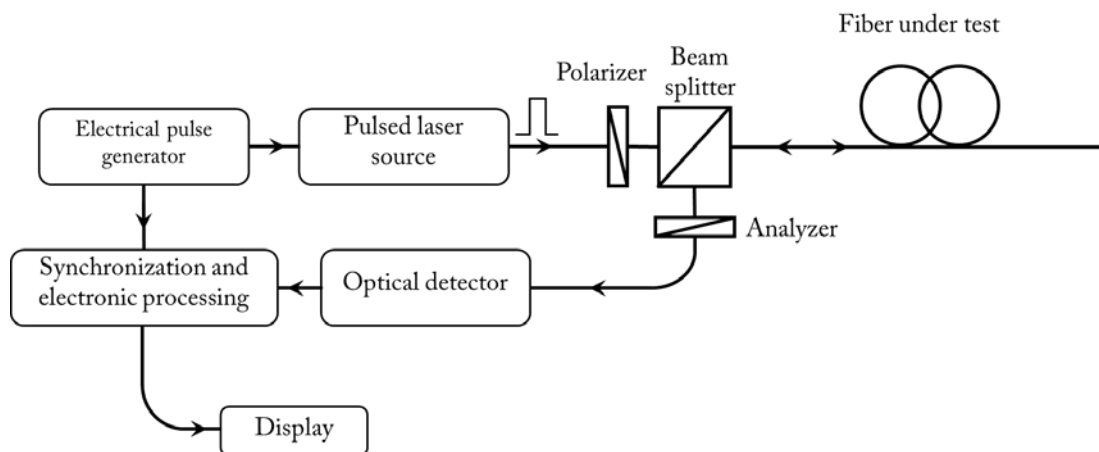 Fiber under test
Beam
splitter
Polarizer
Electrical pulse
generator
Pulsed laser
source
Analyzer
Synchronization and
electronic processing
Optical detector
Display